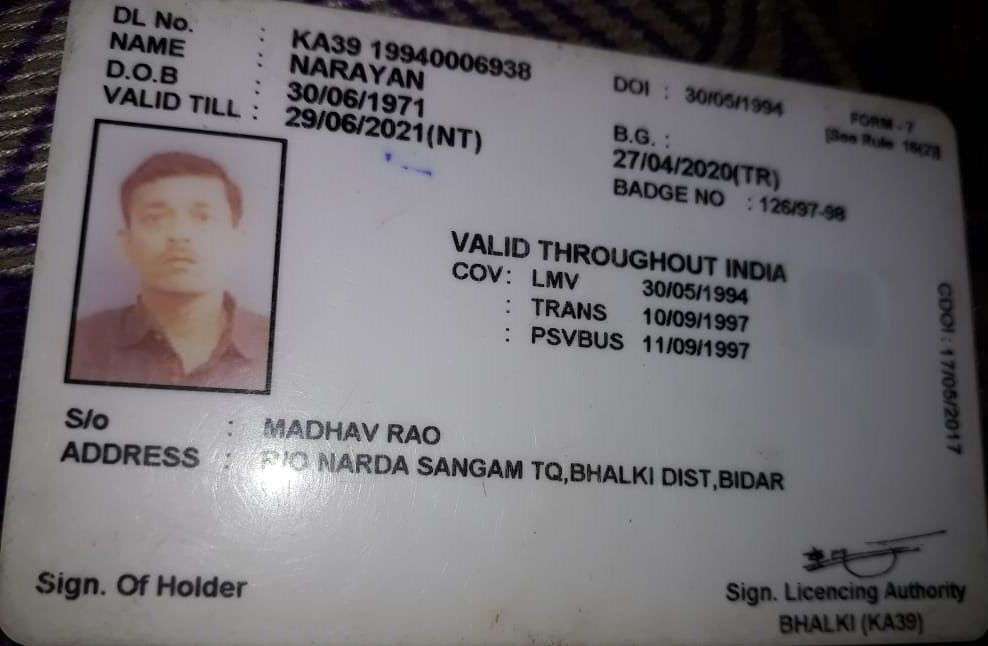 DL No. : KA39 19940006938
NAME : NARAYAN
D.O.B : 30/06/1971
VALID TILL : 29/06/2021(NT)
DOI : 30/05/1994
FORM - 7
[See Rule 16(2)]
B.G. :
27/04/2020(TR)
BADGE NO : 126/97-98
VALID THROUGHOUT INDIA
COV : LMV 30/05/1994
: TRANS 10/09/1997
: PSVBUS 11/09/1997
CDOI : 17/05/2017
S/o : MADHAV RAO
ADDRESS : R/O NARDA SANGAM TQ,BHALKI DIST,BIDAR
Sign. Of Holder
Sign. Licencing Authority
BHALKI (KA39)